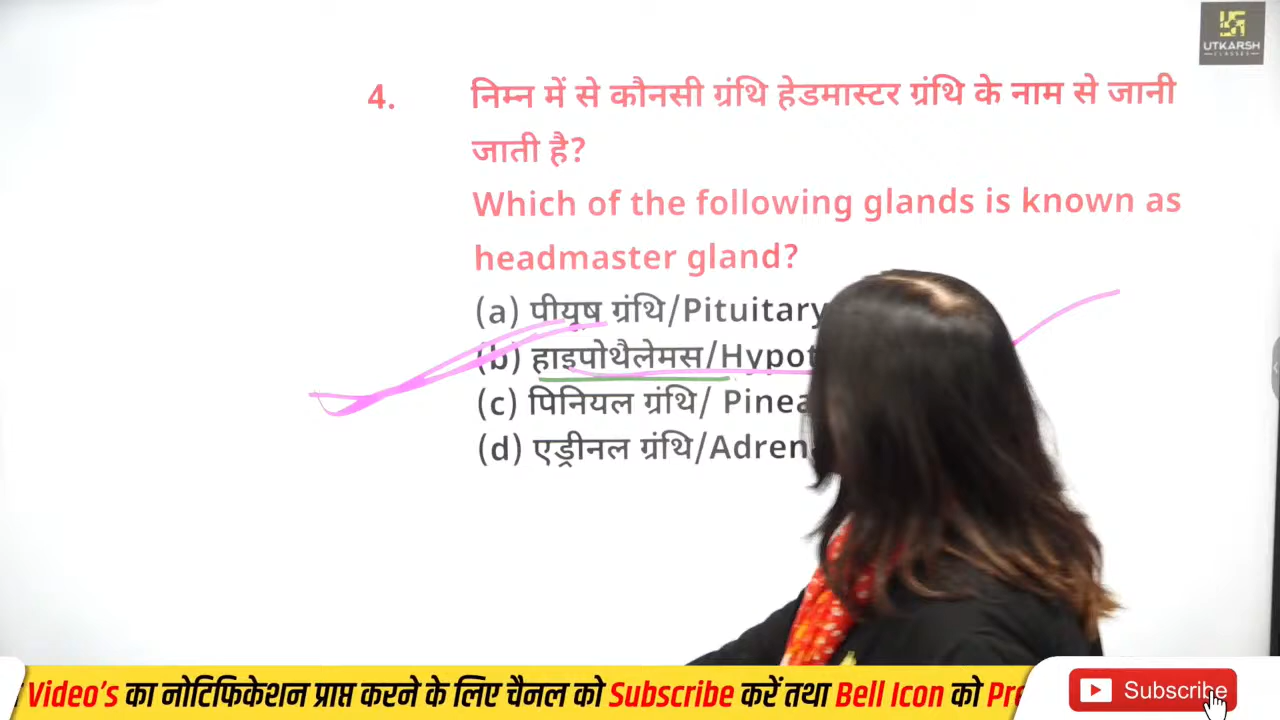 UTKARSH
CLASSES
4. निम्न में से कौनसी ग्रंथि हेडमास्टर ग्रंथि के नाम से जानी
जाती है?
Which of the following glands is known as
headmaster gland?
(a) पीयूष ग्रंथि/Pituitary
(b) हाइपोथैलेमस/Hypot
(c) पिनियल ग्रंथि/ Pinea
(d) एड्रीनल ग्रंथि/Adren
Video's का नोटिफिकेशन प्राप्त करने के लिए चैनल को Subscribe करें तथा Bell Icon को Pre
Subscribe